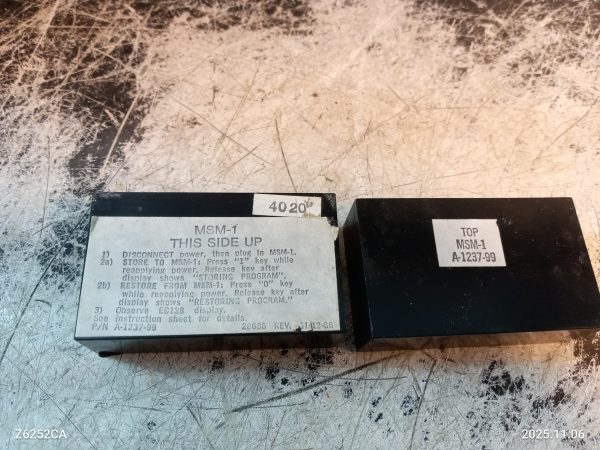 4020
MSM-1
THIS SIDE UP
1) DISCONNECT power, then plug in MSM-1.
2a) STORE TO MSM-1: Press "1" key while
reapplying power. Release key after
display shows "STORING PROGRAM".
2b) RESTORE FROM MSM-1: Press "0" key
while reapplying power. Release key after
display shows "RESTORING PROGRAM."
3) Observe EC128 display.
See instruction sheet for details.
P/N A-1237-99 REV.
TOP
MSM-1
A-1237-99
Z6252CA
2025.11.06